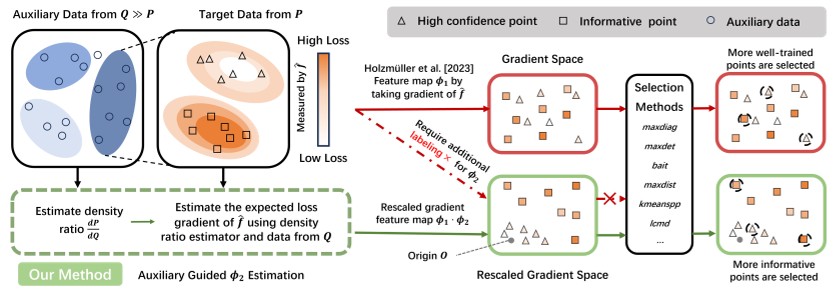 Auxiliary Data from Q ≫ P
Target Data from P
High Loss
Measured by f̂
Low Loss
△ High confidence point □ Informative point ○ Auxiliary data
Holzmüller et al. [2023]
Feature map ϕ₁ by
taking gradient of f̂
Require additional
labeling × for ϕ₂
Gradient Space
Selection
Methods
maxdiag
maxdet
bait
maxdist
kmeanspp
lcmd
...
More well-trained
points are selected
Estimate density
ratio dP/dQ
Estimate the expected loss
gradient of f̂ using density
ratio estimator and data from Q
Rescaled gradient
feature map ϕ₁ · ϕ₂
Origin O
Rescaled Gradient Space
More informative
points are selected
Our Method
Auxiliary Guided ϕ₂ Estimation